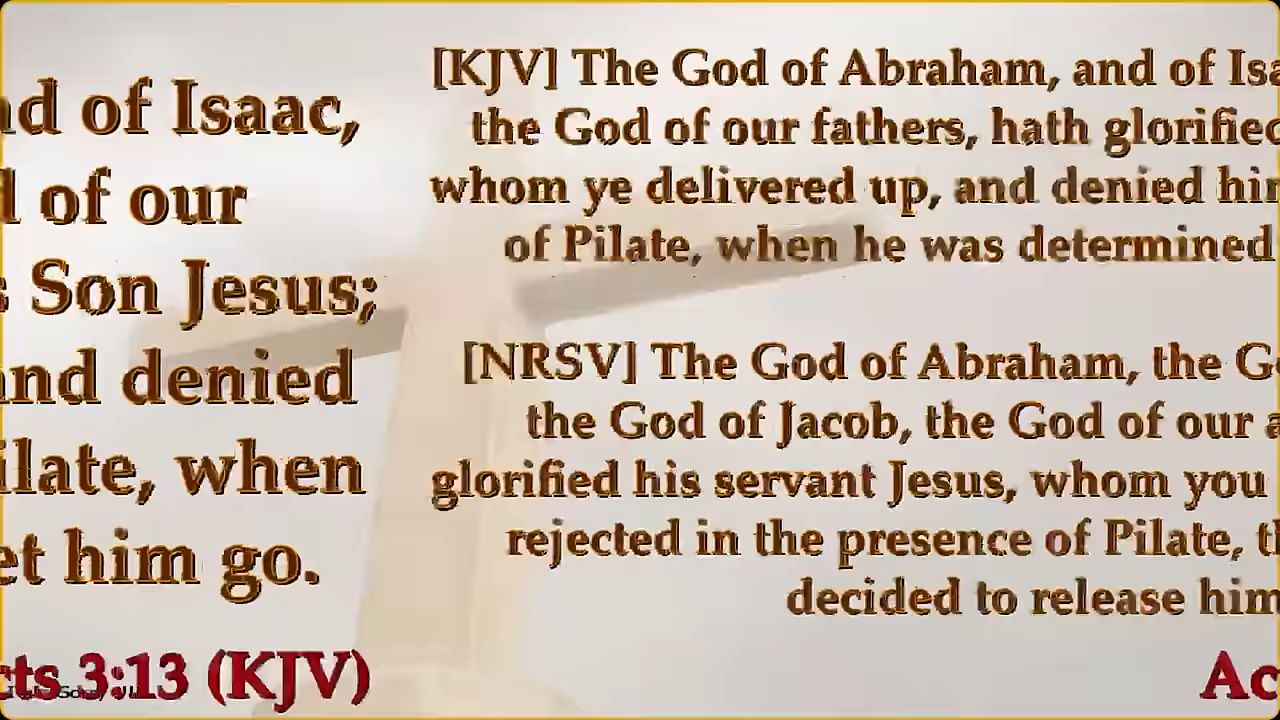 nd of Isaac,
l of our
s Son Jesus;
and denied
ilate, when
et him go.
cts 3:13 (KJV)
[KJV] The God of Abraham, and of Isa
the God of our fathers, hath glorified
whom ye delivered up, and denied him
of Pilate, when he was determined
[NRSV] The God of Abraham, the G
the God of Jacob, the God of our a
glorified his servant Jesus, whom you
rejected in the presence of Pilate, th
decided to release him
Ac